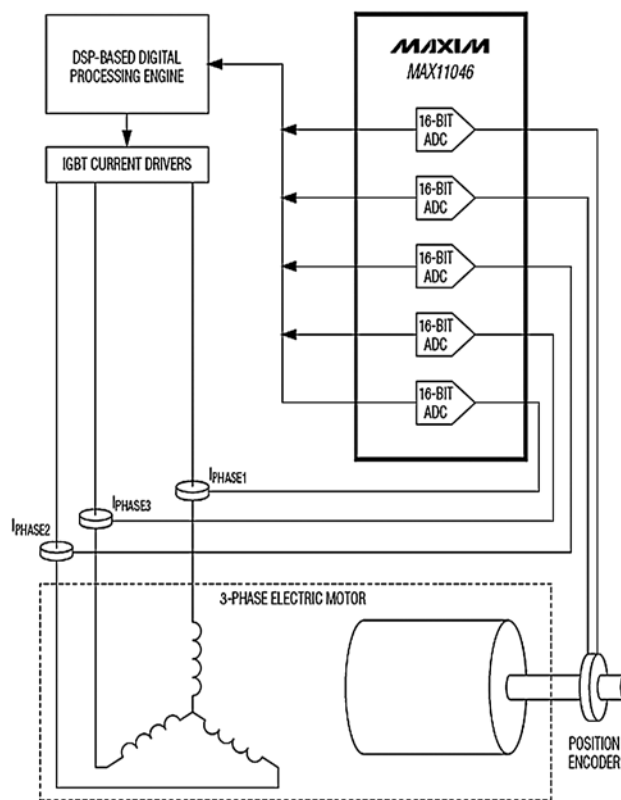 DSP-BASED DIGITAL
PROCESSING ENGINE
IGBT CURRENT DRIVERS
MAXIM
MAX11046
16-BIT
ADC
16-BIT
ADC
16-BIT
ADC
16-BIT
ADC
16-BIT
ADC
IPHASE1
IPHASE3
IPHASE2
3-PHASE ELECTRIC MOTOR
POSITION
ENCODER